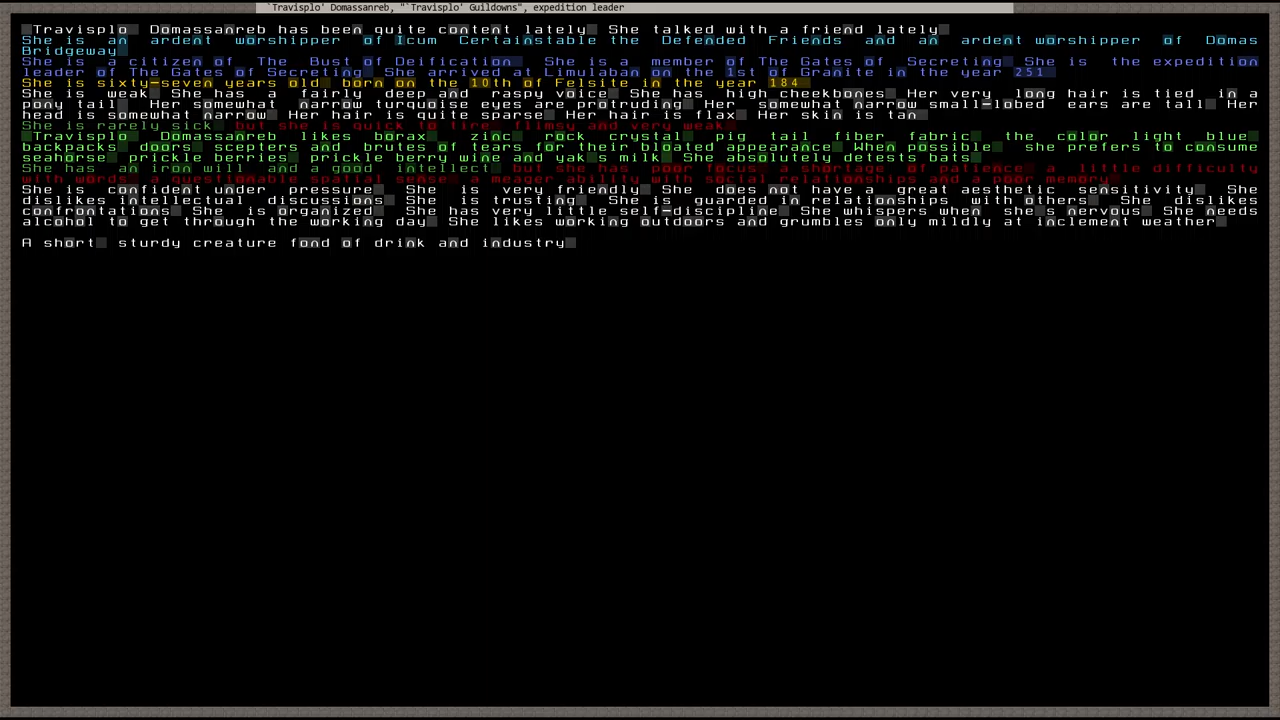 `Travisplo' Domassanreb, "`Travisplo' Guildowns", expedition leader
`Travisplo' Domassanreb has been quite content lately. She talked with a friend lately.
She is an ardent worshipper of Icum Certainstable the Defended Friends and an ardent worshipper of Domas
Bridgeway.
She is a citizen of The Bust of Deification. She is a member of The Gates of Secreting. She is the expedition
leader of The Gates of Secreting. She arrived at Limulaban on the 1st of Granite in the year 251.
She is sixty-seven years old, born on the 10th of Felsite in the year 184.
She is weak. She has a fairly deep and raspy voice. She has high cheekbones. Her very long hair is tied in a
pony tail. Her somewhat narrow turquoise eyes are protruding. Her somewhat narrow small-lobed ears are tall. Her
head is somewhat narrow. Her hair is quite sparse. Her hair is flax. Her skin is tan.
She is rarely sick, but she is quick to tire, flimsy and very weak.
`Travisplo' Domassanreb likes borax, zinc, rock crystal, pig tail fiber fabric, the color light blue,
backpacks, doors, scepters and brutes of tears for their bloated appearance. When possible, she prefers to consume
seahorse, prickle berries, prickle berry wine and yak's milk. She absolutely detests bats.
She has an iron will and a good intellect, but she has poor focus, a shortage of patience, a little difficulty
with words, a questionable spatial sense, a meager ability with social relationships and a poor memory.
She is confident under pressure. She is very friendly. She does not have a great aesthetic sensitivity. She
dislikes intellectual discussions. She is trusting. She is guarded in relationships with others. She dislikes
confrontations. She is organized. She has very little self-discipline. She whispers when she's nervous. She needs
alcohol to get through the working day. She likes working outdoors and grumbles only mildly at inclement weather.
A short, sturdy creature fond of drink and industry.